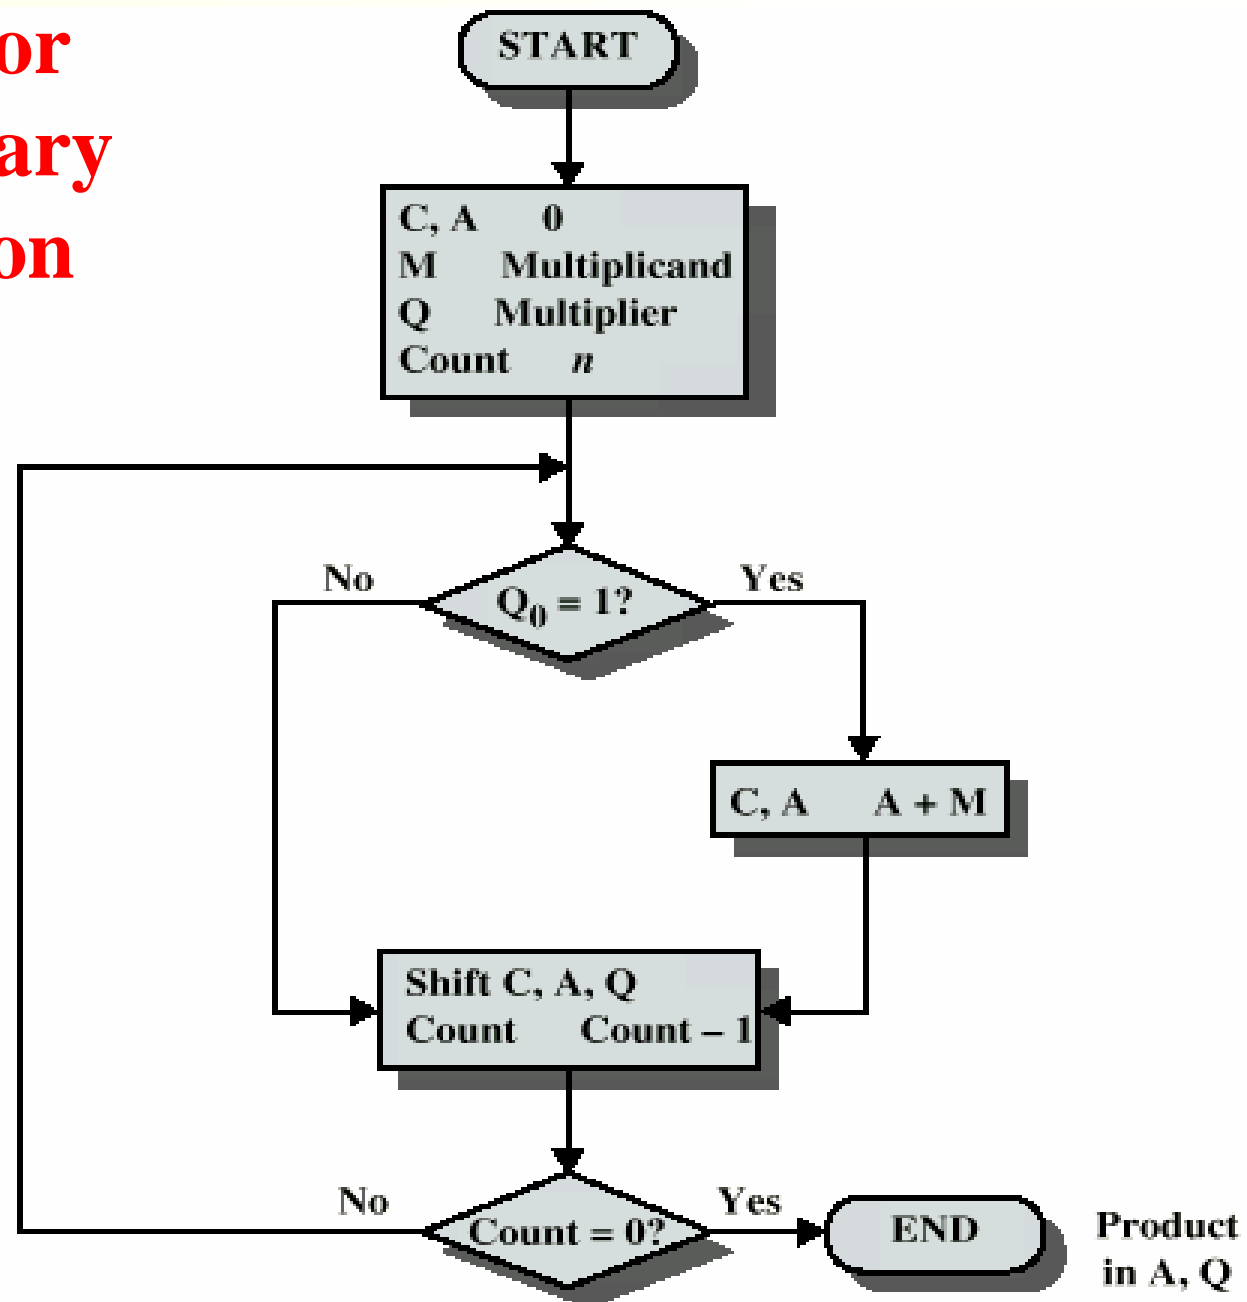 or
ary
on
START
C, A 0
M Multiplicand
Q Multiplier
Count n
No
Q0 = 1?
Yes
C, A A + M
Shift C, A, Q
Count Count – 1
No
Count = 0?
Yes
END
Product
in A, Q